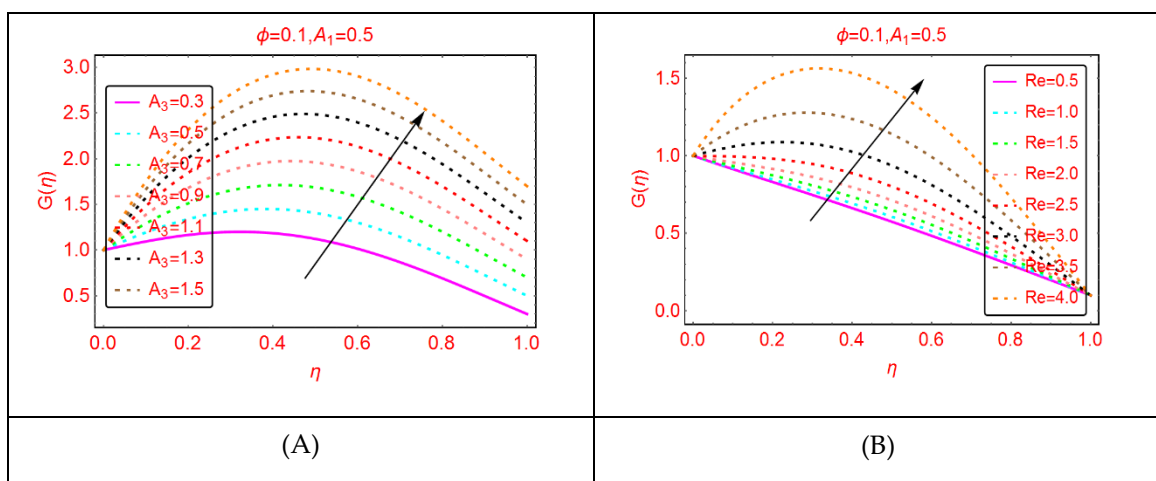 ϕ=0.1,A₁=0.5
G(η)
3.0
2.5
2.0
1.5
1.0
0.5
A₃=0.3
A₃=0.5
A₃=0.7
A₃=0.9
A₃=1.1
A₃=1.3
A₃=1.5
0.0 0.2 0.4 0.6 0.8 1.0
η
(A)
ϕ=0.1,A₁=0.5
G(η)
1.5
1.0
0.5
0.0
Re=0.5
Re=1.0
Re=1.5
Re=2.0
Re=2.5
Re=3.0
Re=3.5
Re=4.0
0.0 0.2 0.4 0.6 0.8 1.0
η
(B)